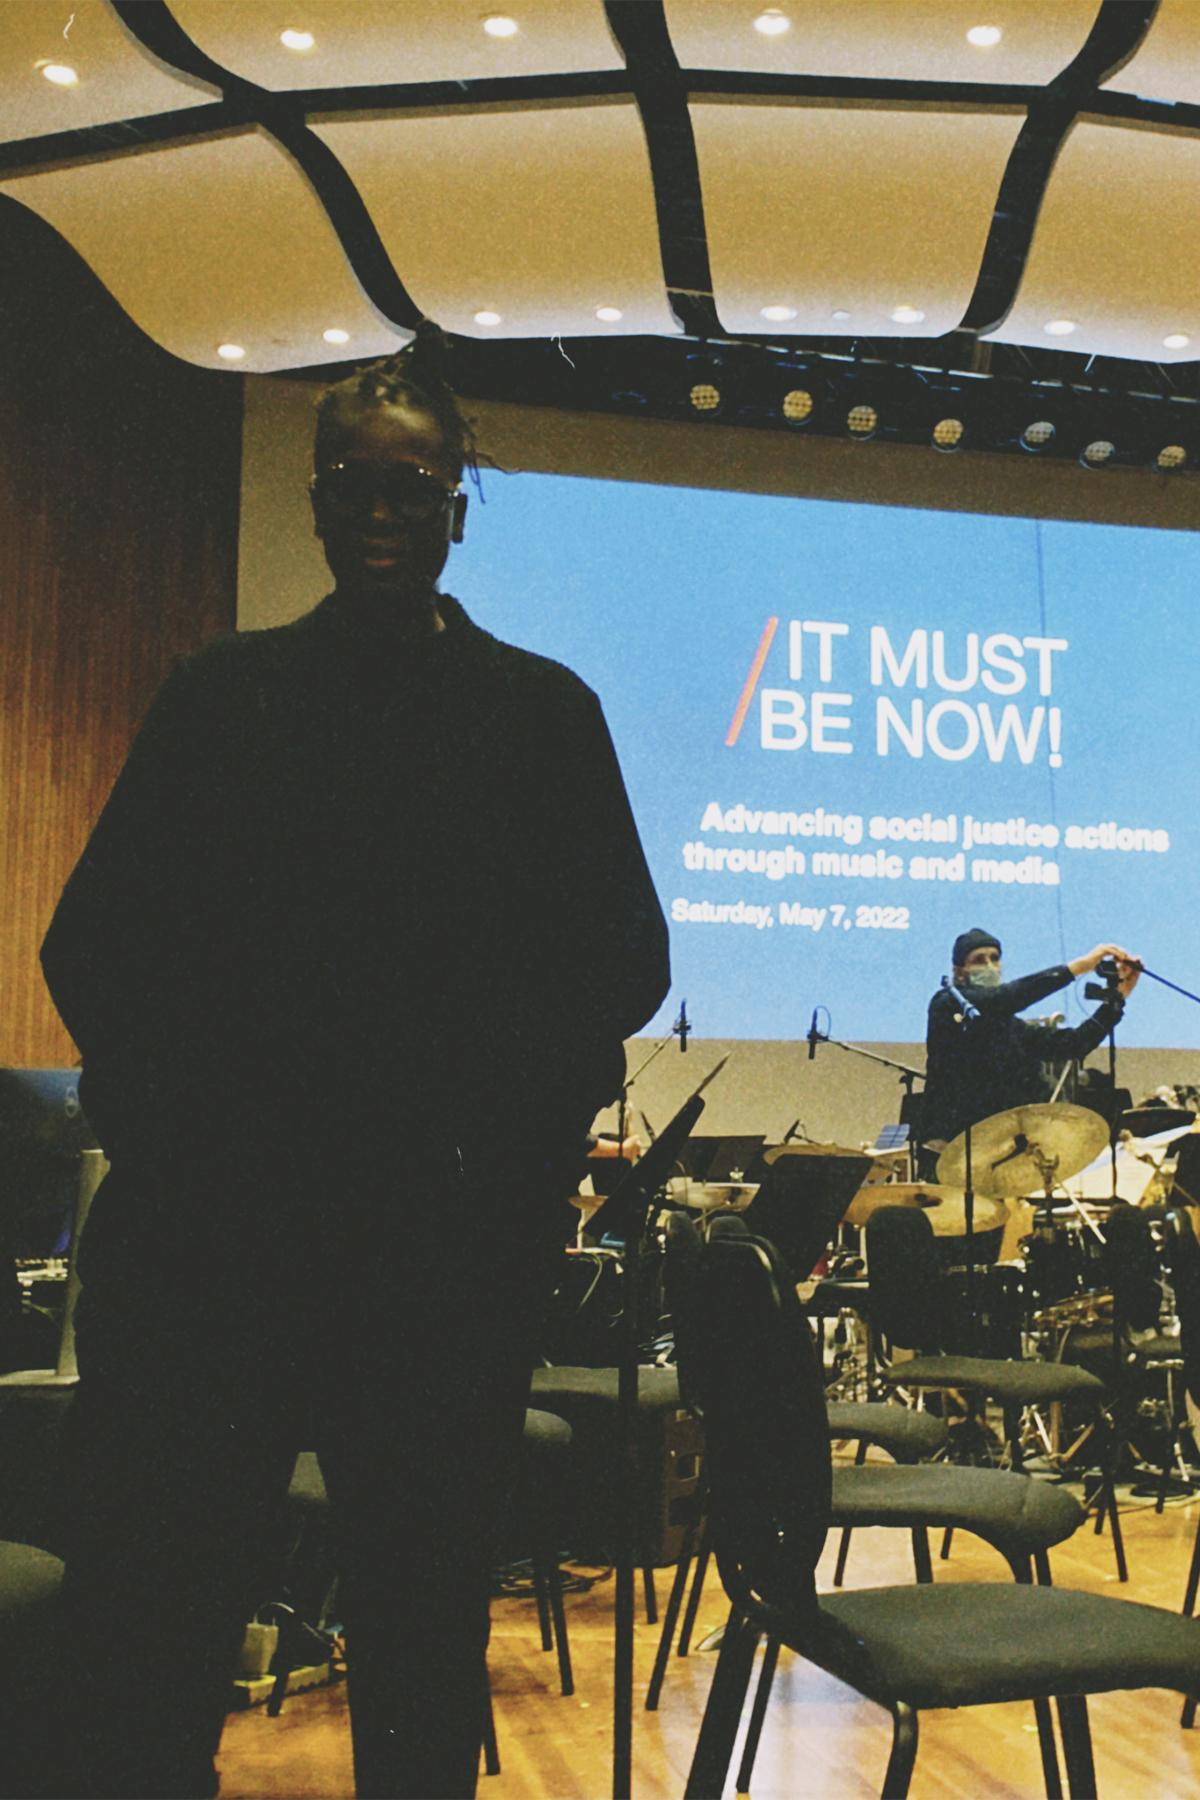 /IT MUST
BE NOW!
Advancing social justice actions
through music and media
Saturday, May 7, 2022